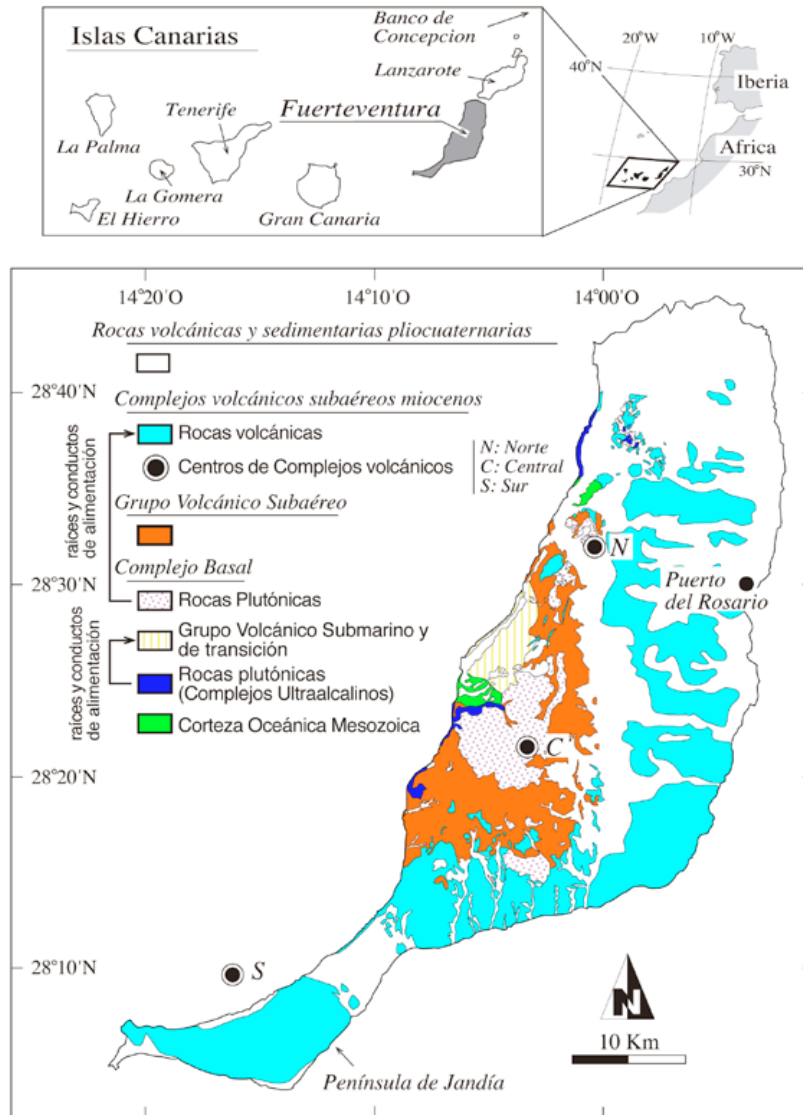 Islas Canarias
Banco de
Concepcion
Lanzarote
Fuerteventura
Tenerife
La Palma
La Gomera
El Hierro
Gran Canaria
20°W
10°W
40°N
Iberia
Africa
30°N
14°20'O
14°10'O
14°00'O
Rocas volcánicas y sedimentarias pliocuaternarias
28°40'N
Complejos volcánicos subaéreos miocenos
Rocas volcánicas
Centros de Complejos volcánicos
N: Norte
C: Central
S: Sur
raíces y conductos
de alimentación
Grupo Volcánico Subaéreo
Complejo Basal
Rocas Plutónicas
Grupo Volcánico Submarino y
de transición
Rocas plutónicas
(Complejos Ultraalcalinos)
Corteza Oceánica Mesozoica
raíces y conductos
de alimentación
N
28°30'N
Puerto
del Rosario
C
28°20'N
S
28°10'N
N
10 Km
Península de Jandía